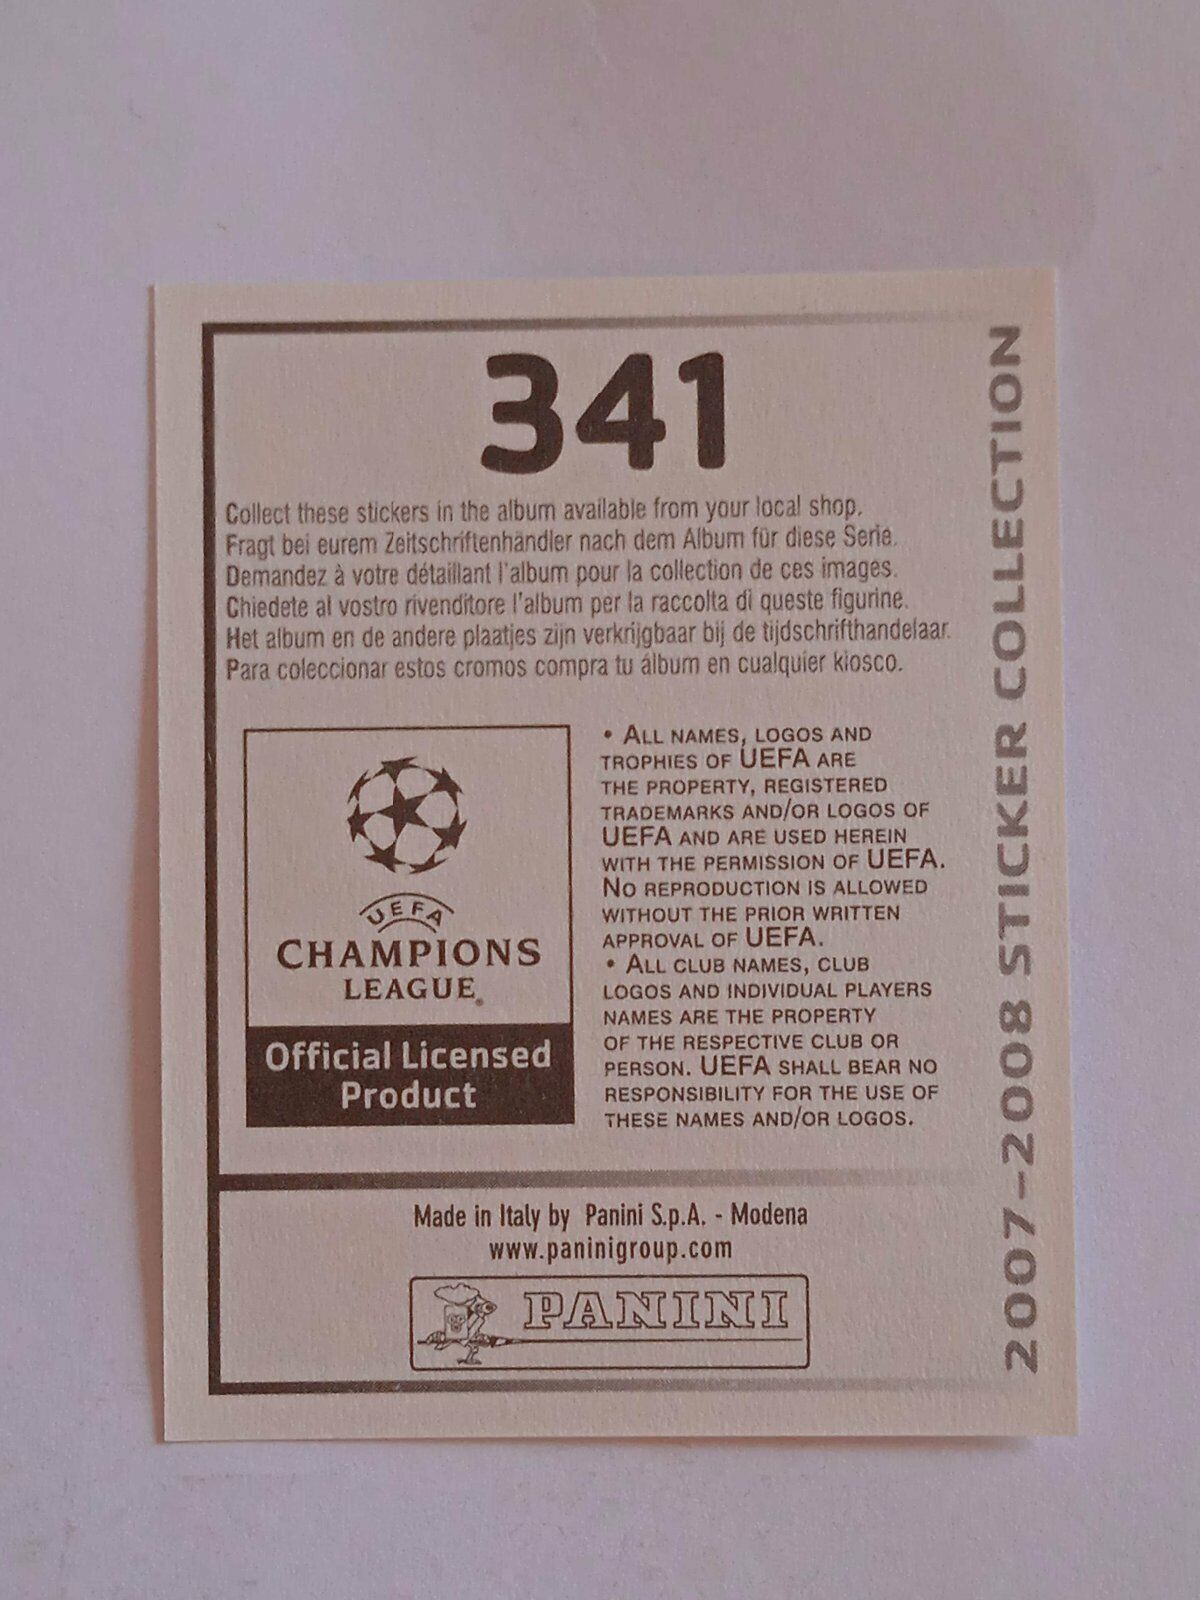 341
Collect these stickers in the album available from your local shop.
Fragt bei eurem Zeitschriftenhändler nach dem Album für diese Serie.
Demandez à votre détaillant l'album pour la collection de ces images.
Chiedete al vostro rivenditore l'album per la raccolta di queste figurine.
Het album en de andere plaatjes zijn verkrijgbaar bij de tijdschrifthandelaar.
Para coleccionar estos cromos compra tu álbum en cualquier kiosco.
UEFA
CHAMPIONS
LEAGUE®
Official Licensed
Product
• ALL NAMES, LOGOS AND
TROPHIES OF UEFA ARE
THE PROPERTY, REGISTERED
TRADEMARKS AND/OR LOGOS OF
UEFA AND ARE USED HEREIN
WITH THE PERMISSION OF UEFA.
NO REPRODUCTION IS ALLOWED
WITHOUT THE PRIOR WRITTEN
APPROVAL OF UEFA.
• ALL CLUB NAMES, CLUB
LOGOS AND INDIVIDUAL PLAYERS
NAMES ARE THE PROPERTY
OF THE RESPECTIVE CLUB OR
PERSON. UEFA SHALL BEAR NO
RESPONSIBILITY FOR THE USE OF
THESE NAMES AND/OR LOGOS.
Made in Italy by Panini S.p.A. - Modena
www.paninigroup.com
PANINI
2007-2008 STICKER COLLECTION